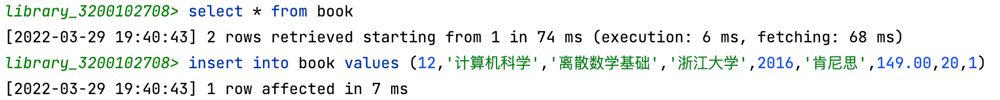 library_3200102708> select * from book
[2022-03-29 19:40:43] 2 rows retrieved starting from 1 in 74 ms (execution: 6 ms, fetching: 68 ms)
library_3200102708> insert into book values (12,'计算机科学','离散数学基础','浙江大学',2016,'肯尼思',149.00,20,1)
[2022-03-29 19:40:43] 1 row affected in 7 ms